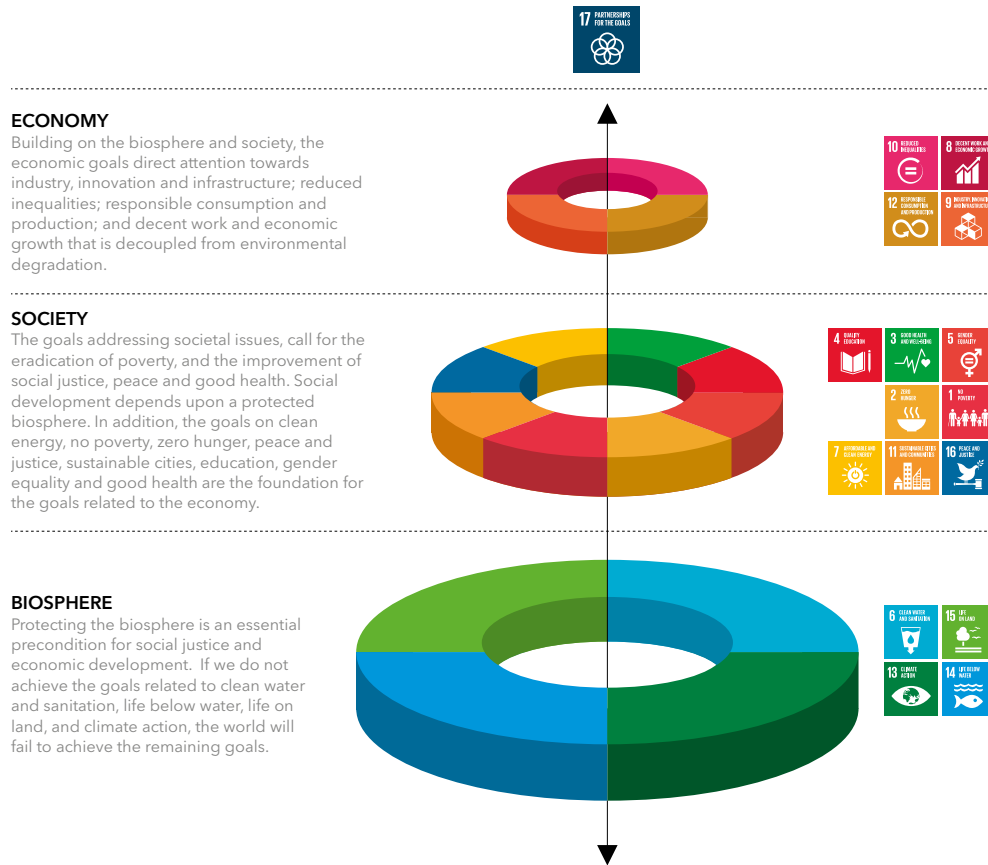 17 PARTNERSHIPS
FOR THE GOALS
ECONOMY
Building on the biosphere and society, the
economic goals direct attention towards
industry, innovation and infrastructure; reduced
inequalities; responsible consumption and
production; and decent work and economic
growth that is decoupled from environmental
degradation.
10 REDUCED
INEQUALITIES
8 DECENT WORK AND
ECONOMIC GROWTH
12 RESPONSIBLE
CONSUMPTION
AND PRODUCTION
9 INDUSTRY, INNOVATION
AND INFRASTRUCTURE
SOCIETY
The goals addressing societal issues, call for the
eradication of poverty, and the improvement of
social justice, peace and good health. Social
development depends upon a protected
biosphere. In addition, the goals on clean
energy, no poverty, zero hunger, peace and
justice, sustainable cities, education, gender
equality and good health are the foundation for
the goals related to the economy.
4 QUALITY
EDUCATION
3 GOOD HEALTH
AND WELL-BEING
5 GENDER
EQUALITY
2 ZERO
HUNGER
1 NO
POVERTY
7 AFFORDABLE AND
CLEAN ENERGY
11 SUSTAINABLE CITIES
AND COMMUNITIES
16 PEACE AND
JUSTICE
BIOSPHERE
Protecting the biosphere is an essential
precondition for social justice and
economic development. If we do not
achieve the goals related to clean water
and sanitation, life below water, life on
land, and climate action, the world will
fail to achieve the remaining goals.
6 CLEAN WATER
AND SANITATION
15 LIFE
ON LAND
13 CLIMATE
ACTION
14 LIFE BELOW
WATER